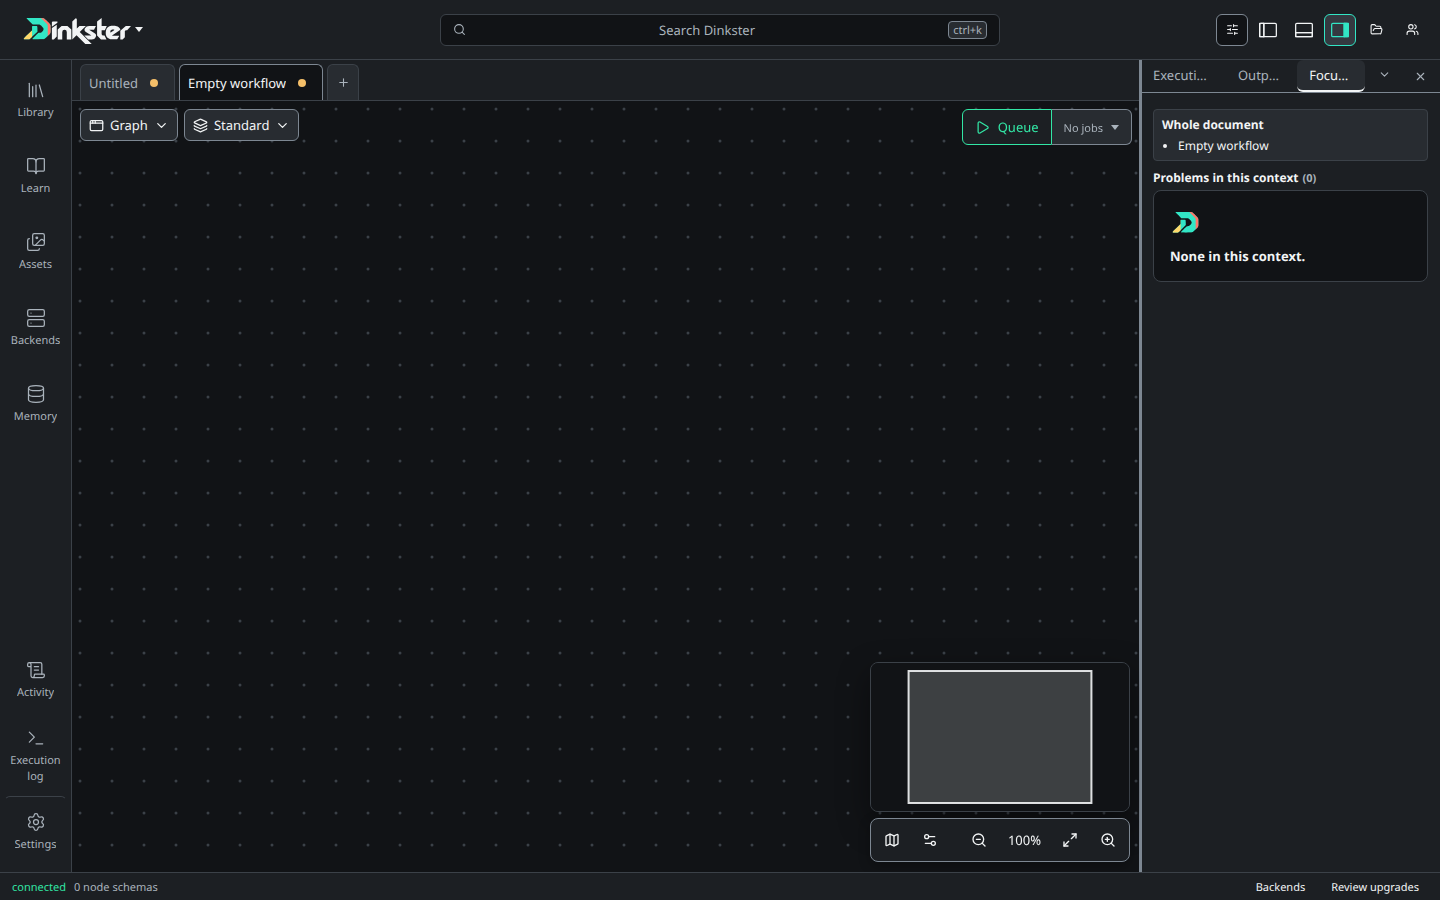 Dinkster
Search Dinkster
ctrl+k
Untitled
Empty workflow
Executi...
Outp...
Focu...
Library
Learn
Assets
Backends
Memory
Activity
Execution
log
Settings
Graph
Standard
Queue
No jobs
Whole document
Empty workflow
Problems in this context (0)
None in this context.
100%
connected
0 node schemas
Backends
Review upgrades